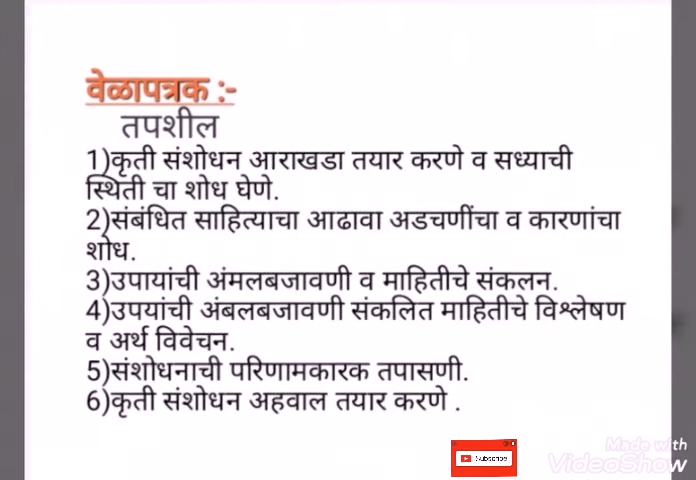 वेळापत्रक :-
तपशील
1)कृती संशोधन आराखडा तयार करणे व सध्याची
स्थिती चा शोध घेणे.
2)संबंधित साहित्याचा आढावा अडचणींचा व कारणांचा
शोध.
3)उपायांची अंमलबजावणी व माहितीचे संकलन.
4)उपयांची अंबलबजावणी संकलित माहितीचे विश्लेषण
व अर्थ विवेचन.
5)संशोधनाची परिणामकारक तपासणी.
6)कृती संशोधन अहवाल तयार करणे .
Subscribe
Made with
VideoShow